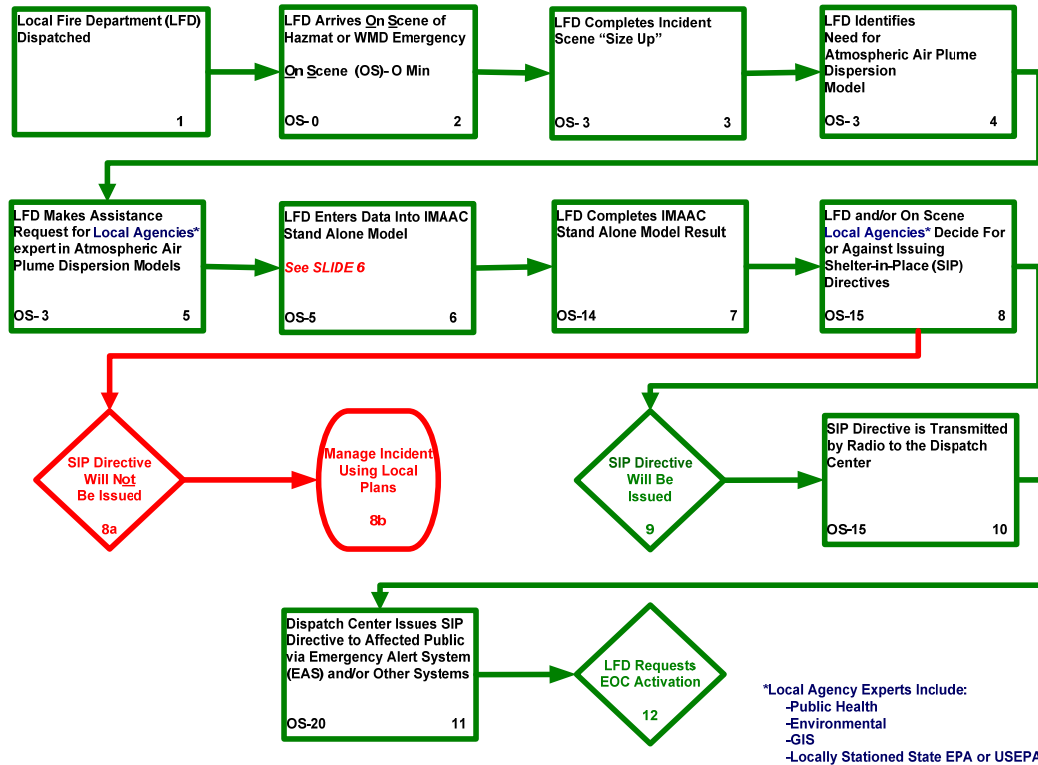 Local Fire Department (LFD)
Dispatched
1
LFD Arrives On Scene of
Hazmat or WMD Emergency
On Scene (OS)- O Min
OS- 0
2
LFD Completes Incident
Scene “Size Up”
OS- 3
3
LFD Identifies
Need for
Atmospheric Air Plume
Dispersion
Model
OS- 3
4
LFD Makes Assistance
Request for Local Agencies*
expert in Atmospheric Air
Plume Dispersion Models
OS- 3
5
LFD Enters Data Into IMAAC
Stand Alone Model
See SLIDE 6
OS-5
6
LFD Completes IMAAC
Stand Alone Model Result
OS-14
7
LFD and/or On Scene
Local Agencies* Decide For
or Against Issuing
Shelter-in-Place (SIP)
Directives
OS-15
8
SIP Directive
Will Not
Be Issued
8a
Manage Incident
Using Local
Plans
8b
SIP Directive
Will Be
Issued
9
SIP Directive is Transmitted
by Radio to the Dispatch
Center
OS-15
10
Dispatch Center Issues SIP
Directive to Affected Public
via Emergency Alert System
(EAS) and/or Other Systems
OS-20
11
LFD Requests
EOC Activation
12
*Local Agency Experts Include:
-Public Health
-Environmental
-GIS
-Locally Stationed State EPA or USEPA